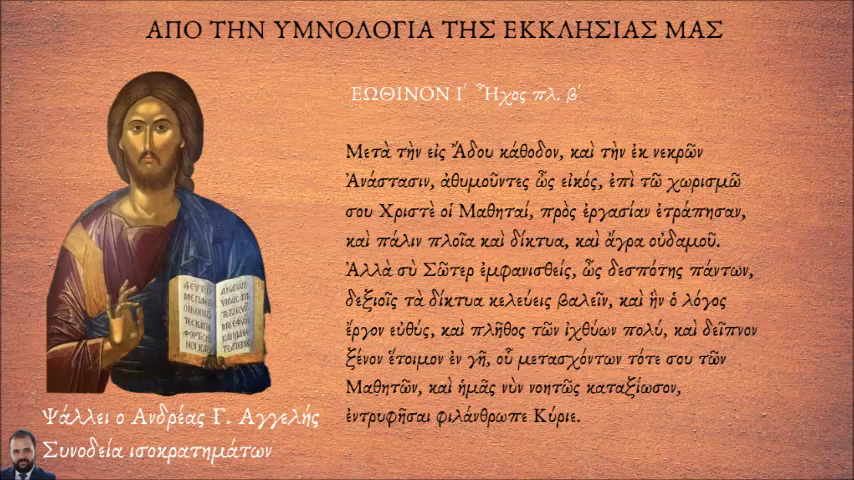 ΑΠΟ ΤΗΝ ΥΜΝΟΛΟΓΙΑ ΤΗΣ ΕΚΚΛΗΣΙΑΣ ΜΑΣ
ΕΩΘΙΝΟΝ Ι΄ Ἦχος πλ. β΄
Μετὰ τὴν εἰς Ἅδου κάθοδον, καὶ τὴν ἐκ νεκρῶν
Ἀνάστασιν, ἀθυμοῦντες ὡς εἰκός, ἐπὶ τῶ χωρισμῶ
σου Χριστὲ οἱ Μαθηταί, πρὸς ἐργασίαν ἐτράπησαν,
καὶ πάλιν πλοῖα καὶ δίκτυα, καὶ ἄγρα οὐδαμοῦ.
Ἀλλὰ σὺ Σῶτερ ἐμφανισθείς, ὡς δεσπότης πάντων,
δεξιοῖς τὰ δίκτυα κελεύεις βαλεῖν, καὶ ἦν ὁ λόγος
ἔργον εὐθύς, καὶ πλῆθος τῶν ἰχθύων πολύ, καὶ δεῖπνον
ξένον ἕτοιμον ἐν γῆ, οὗ μετασχόντων τότε σου τῶν
Μαθητῶν, καὶ ἡμᾶς νὺν νοητῶς καταξίωσον,
ἐντρυφῆσαι φιλάνθρωπε Κύριε.
Ψάλλει ο Ανδρέας Γ. Αγγελής
Συνοδεία ισοκρατημάτων